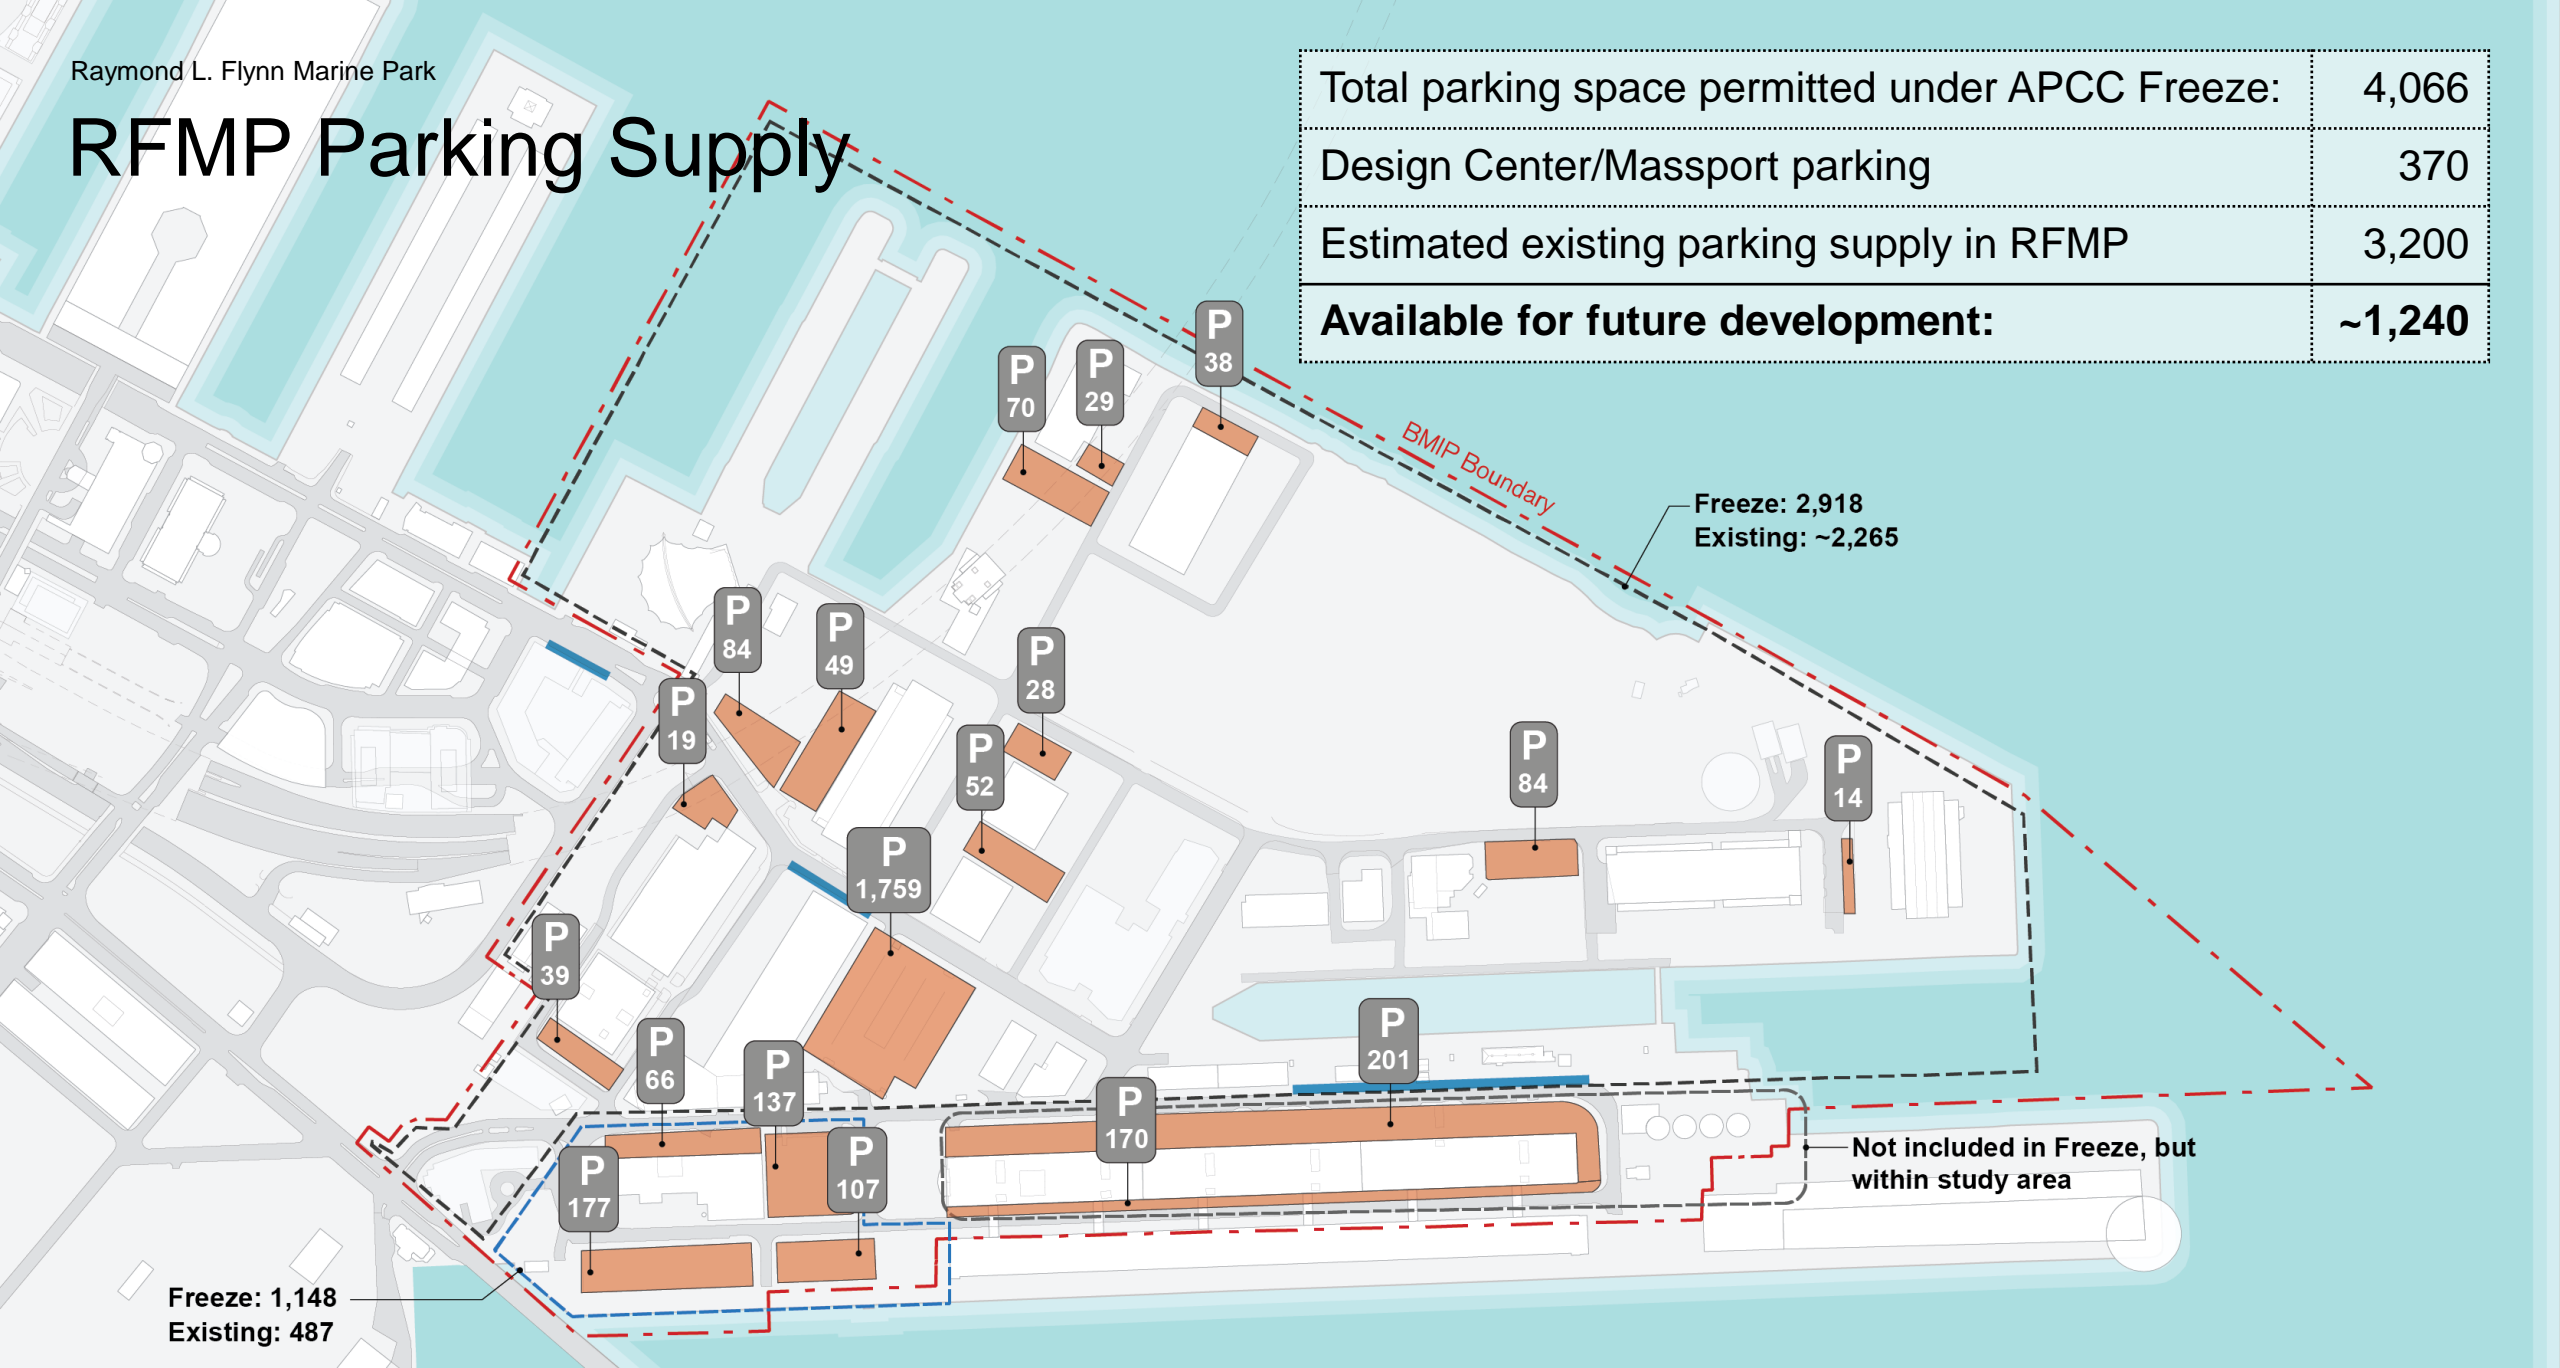 Raymond L. Flynn Marine Park
RFMP Parking Supply
Total parking space permitted under APCC Freeze: 4,066
Design Center/Massport parking 370
Estimated existing parking supply in RFMP 3,200
Available for future development: ~1,240
P
38
P
70
P
29
BMIP Boundary
Freeze: 2,918
Existing: ~2,265
P
84
P
49
P
28
P
19
P
52
P
84
P
14
P
1,759
P
39
P
66
P
137
P
201
P
170
P
107
P
177
Not included in Freeze, but
within study area
Freeze: 1,148
Existing: 487